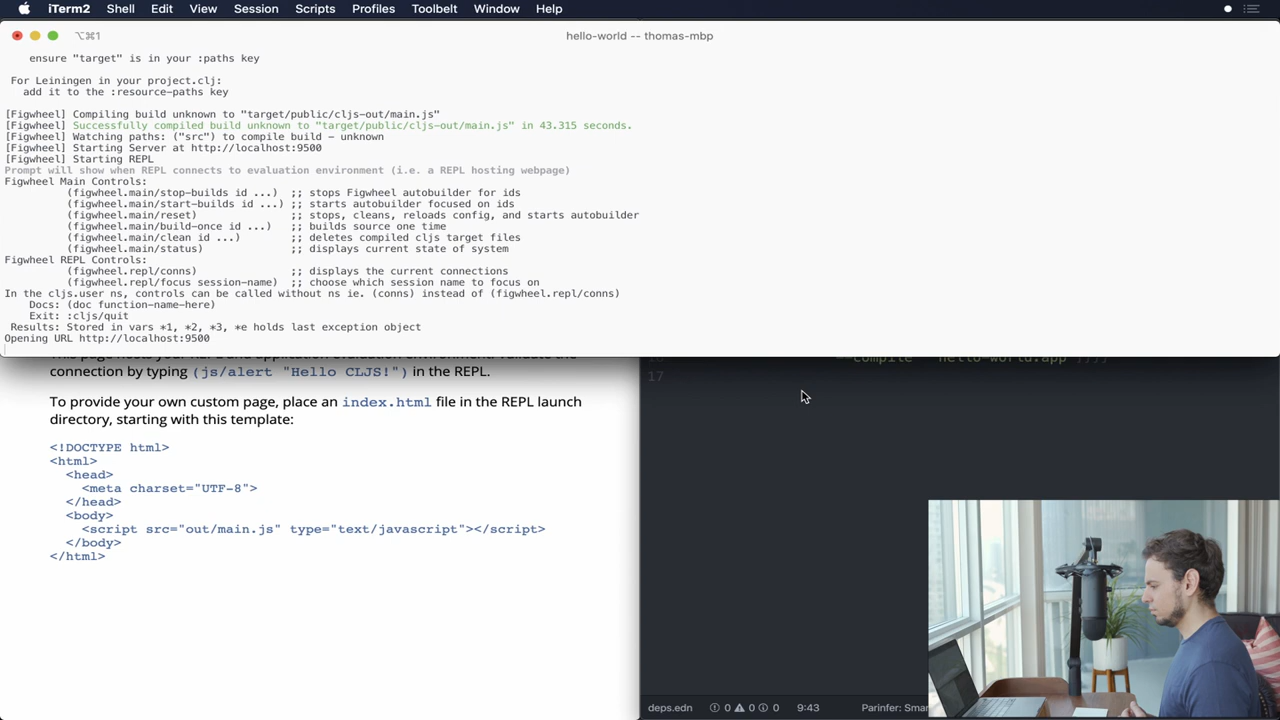 iTerm2 Shell Edit View Session Scripts Profiles Toolbelt Window Help
⌥⌘1 hello-world -- thomas-mbp
ensure "target" is in your :paths key
For Leiningen in your project.clj:
add it to the :resource-paths key
[Figwheel] Compiling build unknown to "target/public/cljs-out/main.js"
[Figwheel] Successfully compiled build unknown to "target/public/cljs-out/main.js" in 43.315 seconds.
[Figwheel] Watching paths: ("src") to compile build - unknown
[Figwheel] Starting Server at http://localhost:9500
[Figwheel] Starting REPL
Prompt will show when REPL connects to evaluation environment (i.e. a REPL hosting webpage)
Figwheel Main Controls:
(figwheel.main/stop-builds id ...) ;; stops Figwheel autobuilder for ids
(figwheel.main/start-builds id ...) ;; starts autobuilder focused on ids
(figwheel.main/reset) ;; stops, cleans, reloads config, and starts autobuilder
(figwheel.main/build-once id ...) ;; builds source one time
(figwheel.main/clean id ...) ;; deletes compiled cljs target files
(figwheel.main/status) ;; displays current state of system
Figwheel REPL Controls:
(figwheel.repl/conns) ;; displays the current connections
(figwheel.repl/focus session-name) ;; choose which session name to focus on
In the cljs.user ns, controls can be called without ns ie. (conns) instead of (figwheel.repl/conns)
Docs: (doc function-name-here)
Exit: :cljs/quit
Results: Stored in vars *1, *2, *3, *e holds last exception object
Opening URL http://localhost:9500
connection by typing (js/alert "Hello CLJS!") in the REPL.
To provide your own custom page, place an index.html file in the REPL launch
directory, starting with this template:
<!DOCTYPE html>
<html>
<head>
<meta charset="UTF-8">
</head>
<body>
<script src="out/main.js" type="text/javascript"></script>
</body>
</html>
"--compile" "hello-world.app"]}}}
17
deps.edn 0 0 0 9:43 Parinfer: Smar